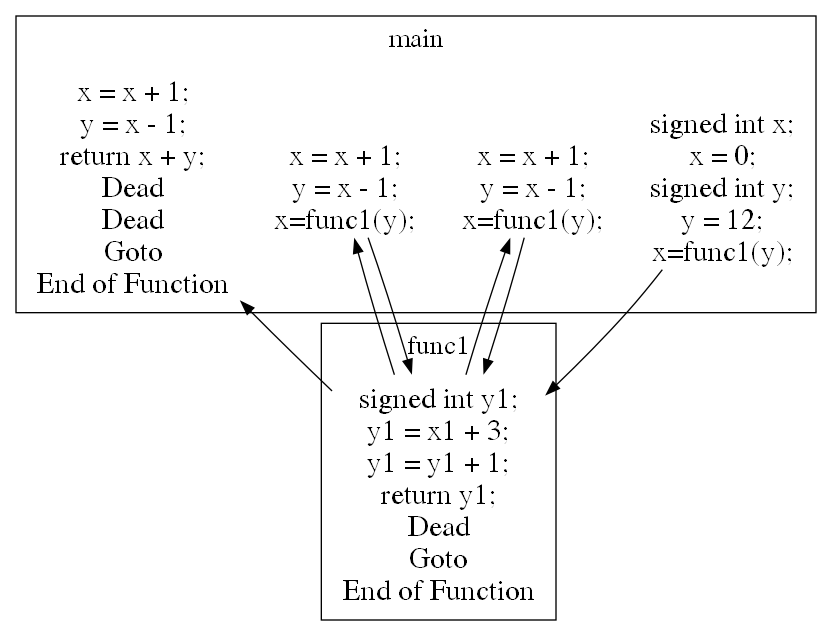 main
x = x + 1;
y = x - 1;
return x + y;
Dead
Dead
Goto
End of Function
x = x + 1;
y = x - 1;
x=func1(y);
x = x + 1;
y = x - 1;
x=func1(y);
signed int x;
x = 0;
signed int y;
y = 12;
x=func1(y);
func1
signed int y1;
y1 = x1 + 3;
y1 = y1 + 1;
return y1;
Dead
Goto
End of Function